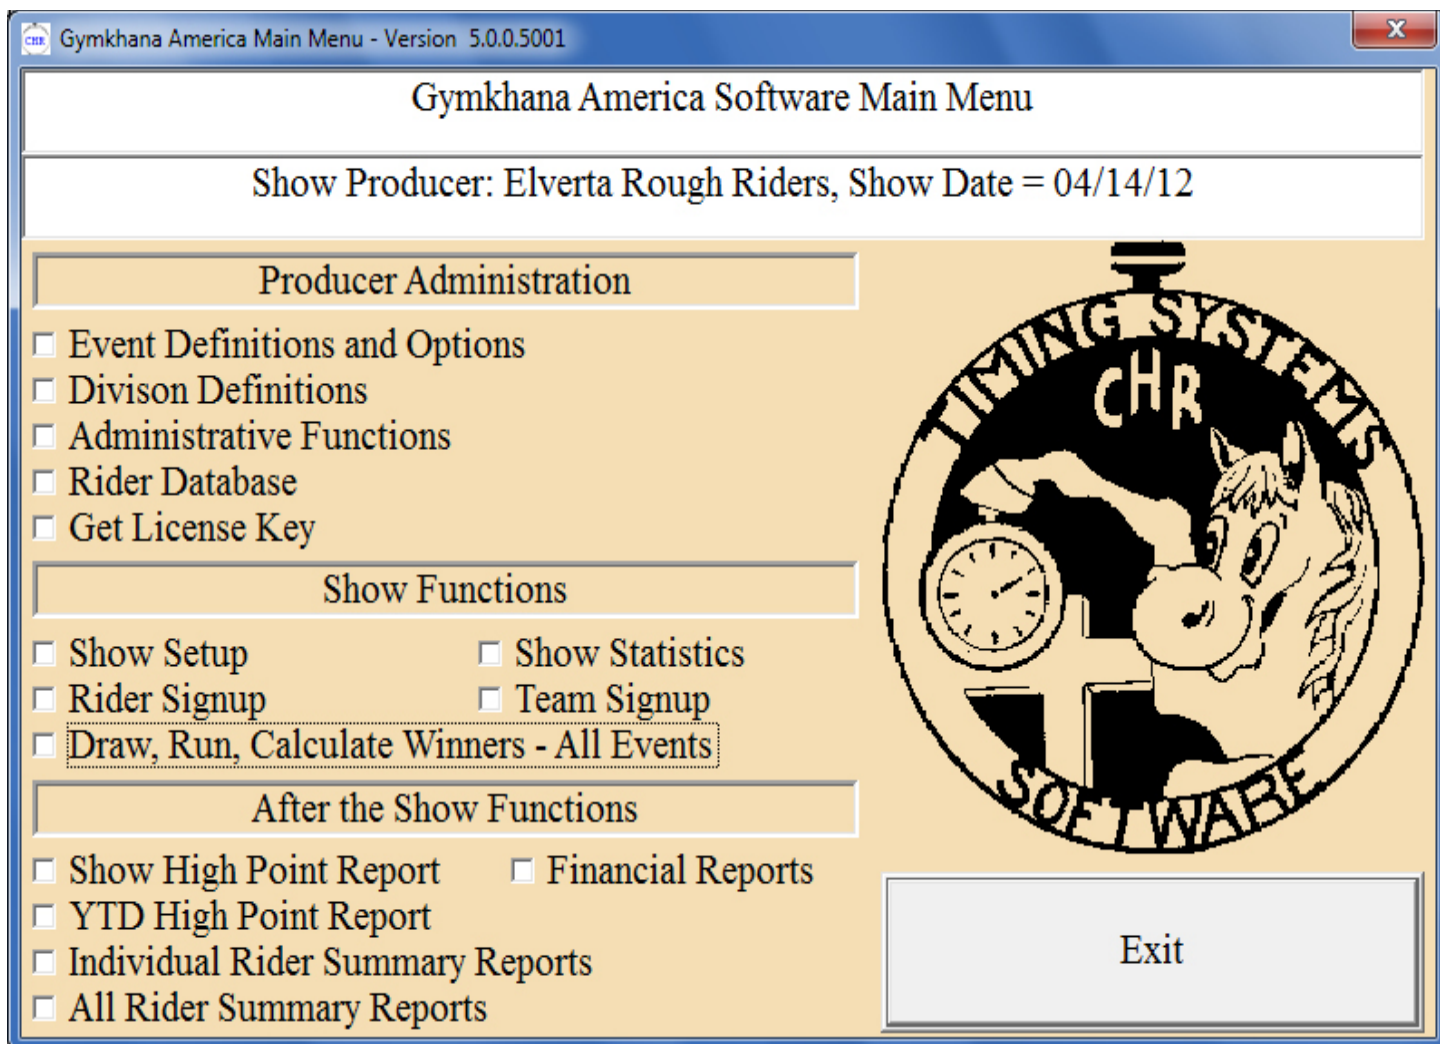 CHR Gymkhana America Main Menu - Version 5.0.0.5001
X
Gymkhana America Software Main Menu
Show Producer: Elverta Rough Riders, Show Date = 04/14/12
Producer Administration
Event Definitions and Options
Divison Definitions
Administrative Functions
Rider Database
Get License Key
Show Functions
Show Setup Show Statistics
Rider Signup Team Signup
Draw, Run, Calculate Winners - All Events
After the Show Functions
Show High Point Report Financial Reports
YTD High Point Report
Individual Rider Summary Reports
All Rider Summary Reports
TIMING SYSTEMS
CHR
SOFTWARE
Exit